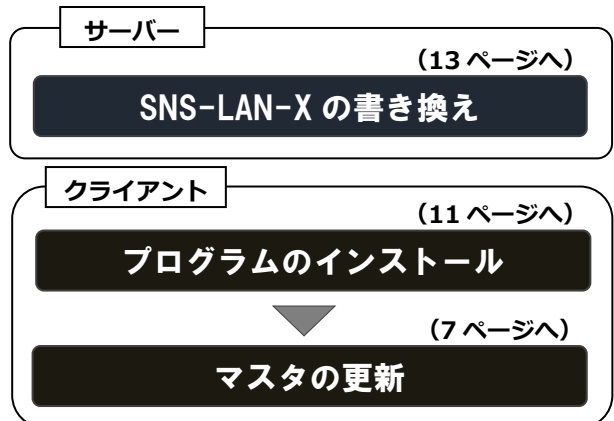 サーバー
（13 ページへ）
SNS-LAN-X の書き換え
クライアント
（11 ページへ）
プログラムのインストール
（7 ページへ）
マスタの更新